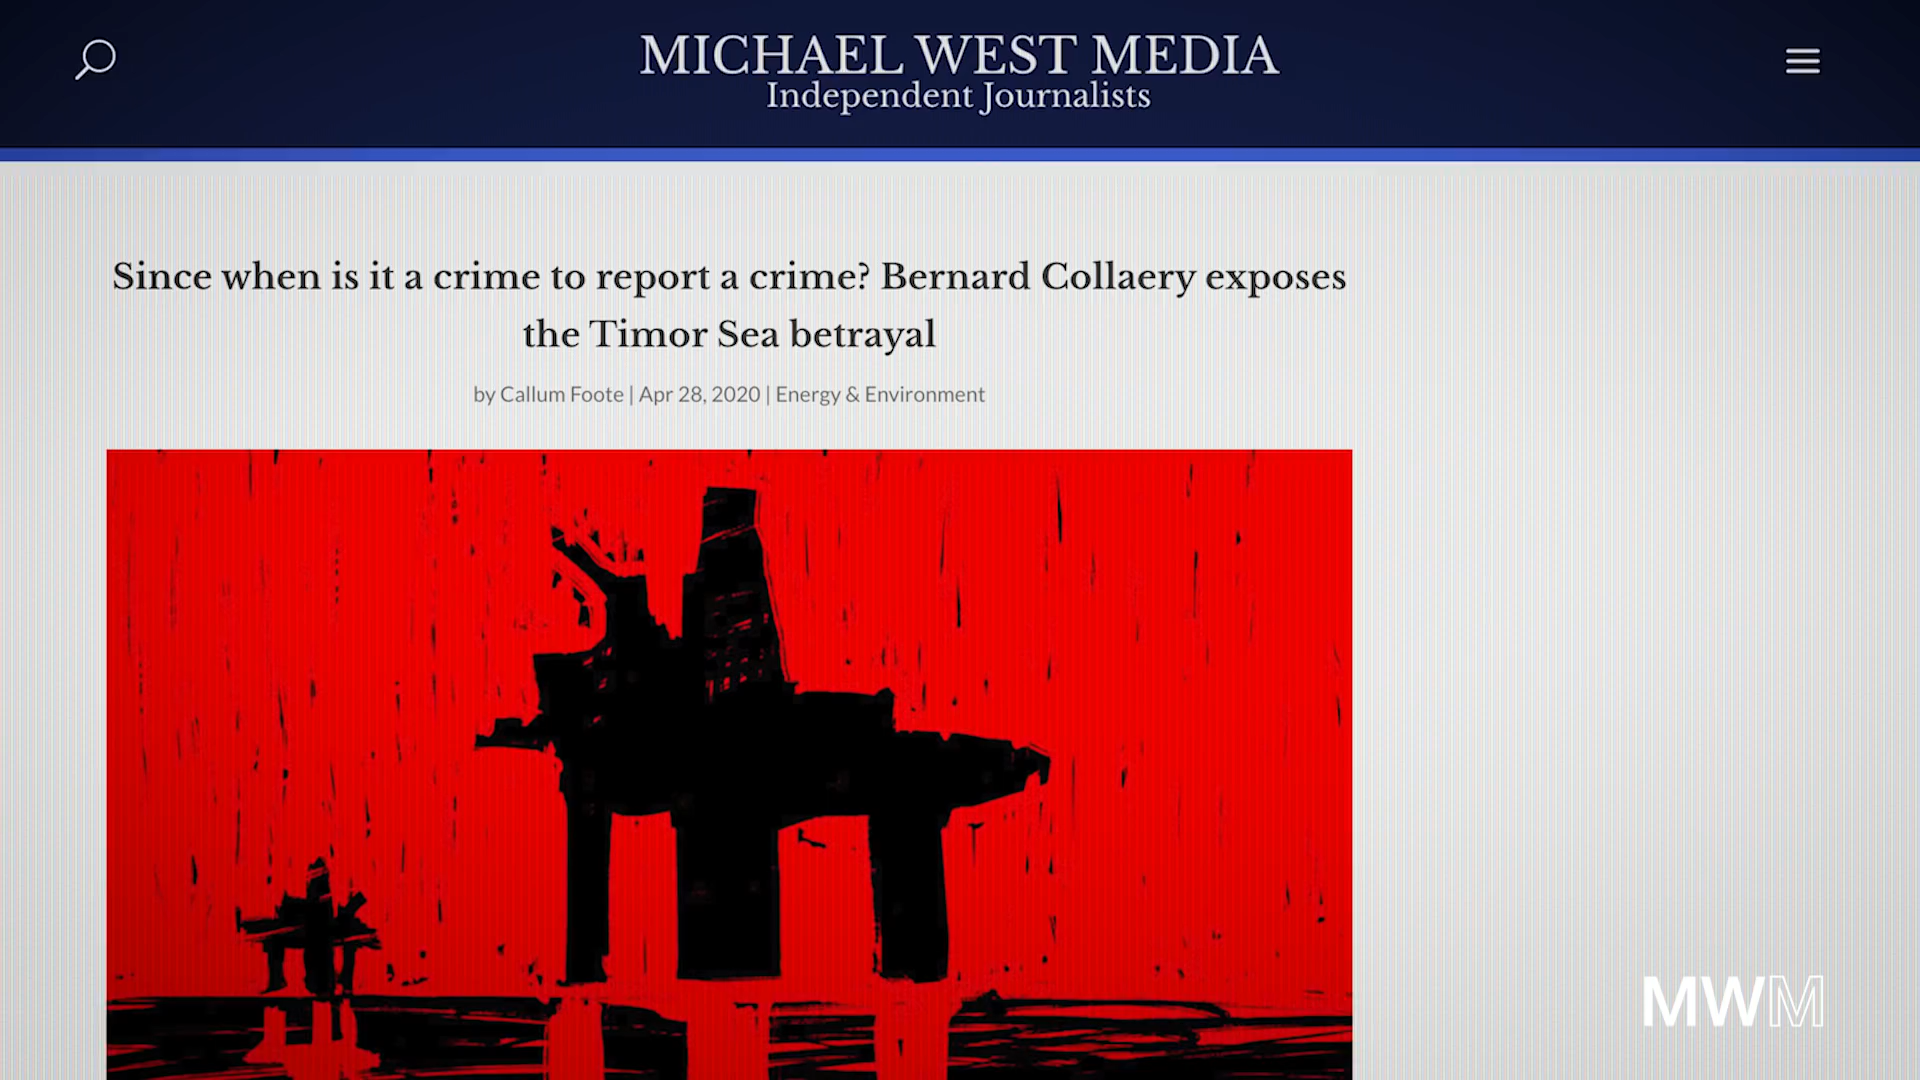 MICHAEL WEST MEDIA
Independent Journalists
Since when is it a crime to report a crime? Bernard Collaery exposes
the Timor Sea betrayal
by Callum Foote | Apr 28, 2020 | Energy & Environment
MWM